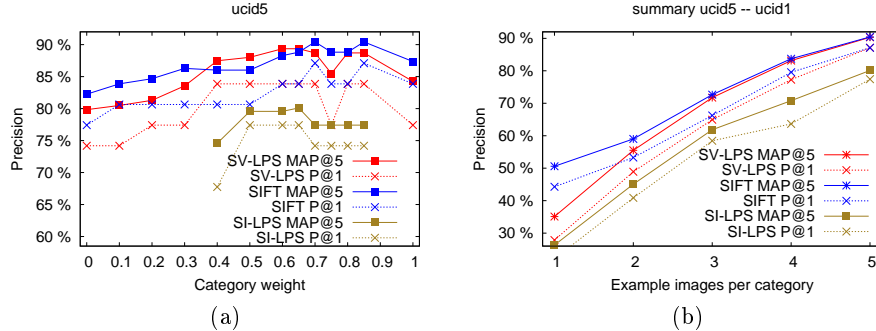 ucid5
90 %
85 %
80 %
75 %
70 %
65 %
60 %
Precision
SV-LPS MAP@5
SV-LPS P@1
SIFT MAP@5
SIFT P@1
SI-LPS MAP@5
SI-LPS P@1
0 0.1 0.2 0.3 0.4 0.5 0.6 0.7 0.8 0.9 1
Category weight
(a)
summary ucid5 -- ucid1
90 %
80 %
70 %
60 %
50 %
40 %
30 %
Precision
SV-LPS MAP@5
SV-LPS P@1
SIFT MAP@5
SIFT P@1
SI-LPS MAP@5
SI-LPS P@1
1 2 3 4 5
Example images per category
(b)